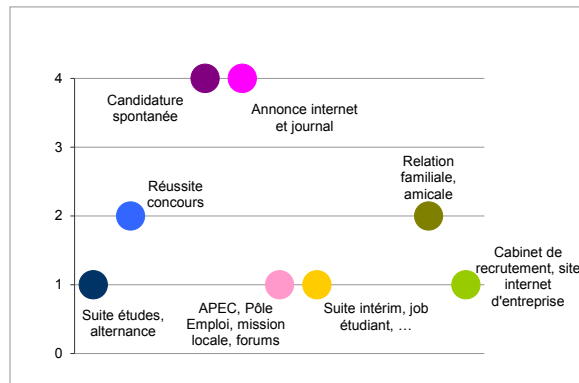 4
3
2
1
0
Candidature
spontanée
Annonce internet
et journal
Réussite
concours
Relation
familiale,
amicale
Suite études,
alternance
APEC, Pôle
Emploi, mission
locale, forums
Suite intérim, job
étudiant, …
Cabinet de
recrutement, site
internet
d'entreprise